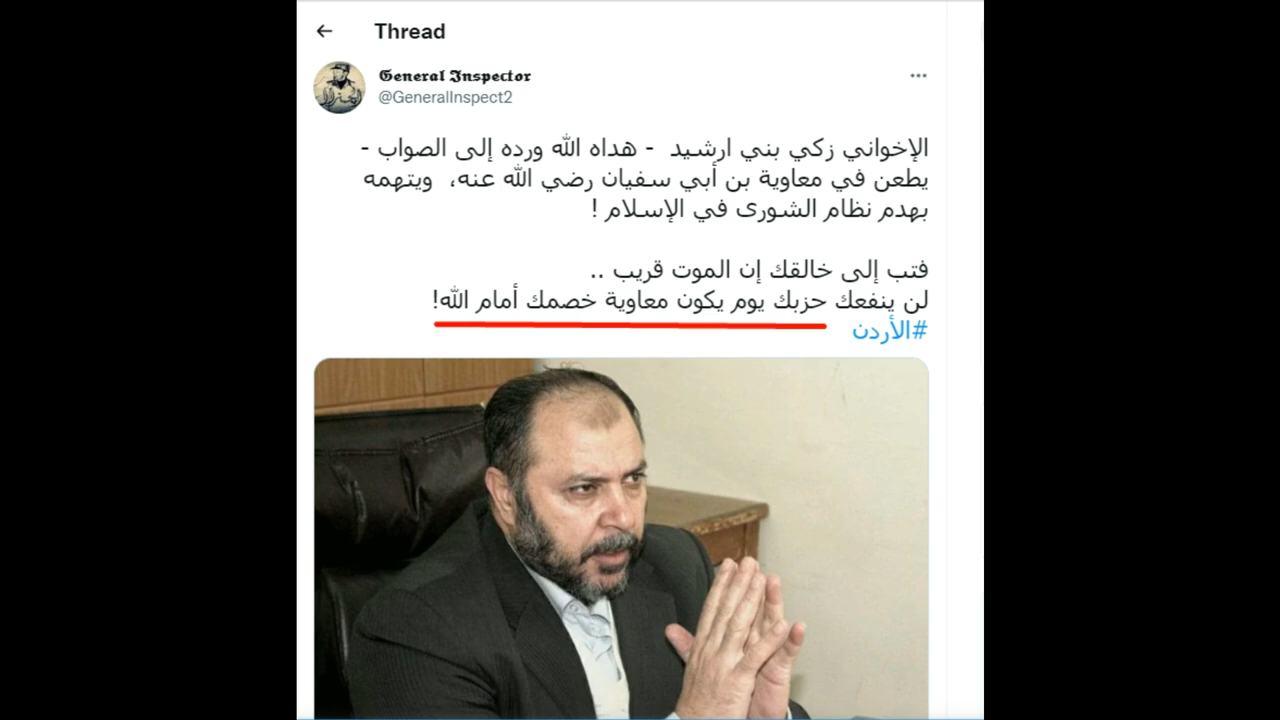 Thread
General Inspector
@GeneralInspect2
الإخواني زكي بني ارشيد - هداه الله ورده إلى الصواب -
يطعن في معاوية بن أبي سفيان رضي الله عنه، ويتهمه
بهدم نظام الشورى في الإسلام !
فتب إلى خالقك إن الموت قريب ..
لن ينفعك حزبك يوم يكون معاوية خصمك أمام الله!
#الأردن